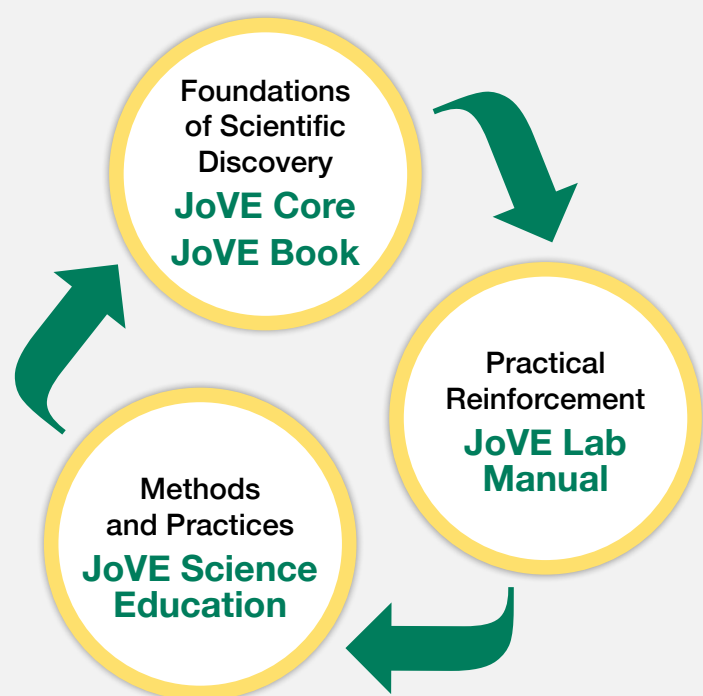 Foundations
of Scientific
Discovery
JoVE Core
JoVE Book
Practical
Reinforcement
JoVE Lab
Manual
Methods
and Practices
JoVE Science
Education